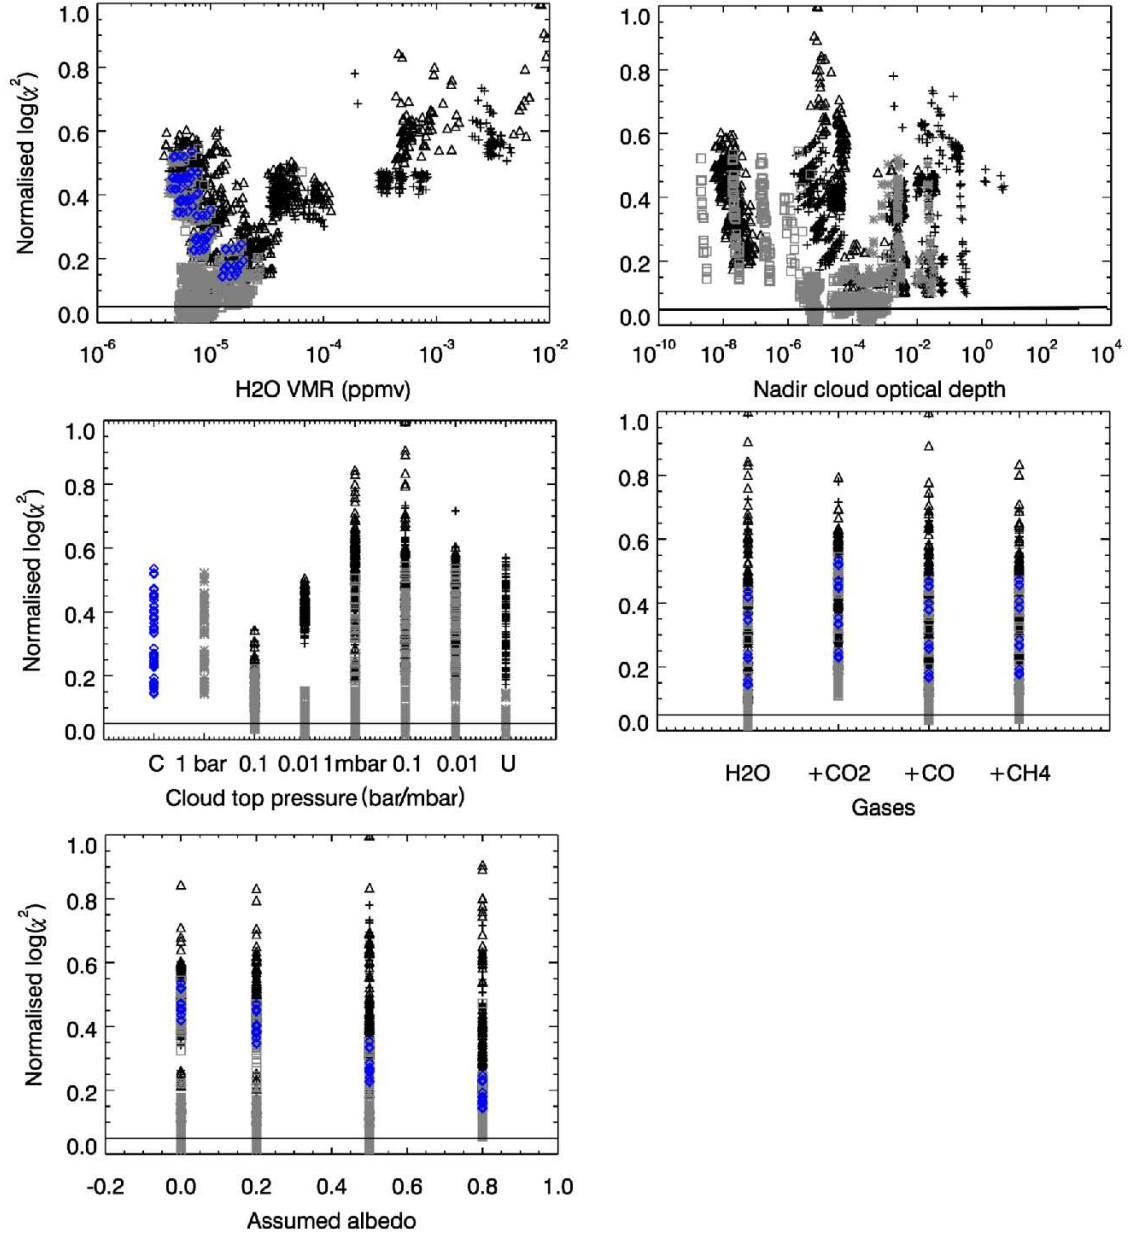 1.0
0.8
0.6
0.4
0.2
0.0
Normalised log(χ²)
10⁻⁶ 10⁻⁵ 10⁻⁴ 10⁻³ 10⁻²
H2O VMR (ppmv)
1.0
0.8
0.6
0.4
0.2
0.0
10⁻¹⁰ 10⁻⁸ 10⁻⁶ 10⁻⁴ 10⁻² 10⁰ 10² 10⁴
Nadir cloud optical depth
1.0
0.8
0.6
0.4
0.2
0.0
Normalised log(χ²)
C 1 bar 0.1 0.01 1mbar 0.1 0.01 U
Cloud top pressure (bar/mbar)
1.0
0.8
0.6
0.4
0.2
0.0
H2O +CO2 +CO +CH4
Gases
1.0
0.8
0.6
0.4
0.2
0.0
Normalised log(χ²)
-0.2 0.0 0.2 0.4 0.6 0.8 1.0
Assumed albedo